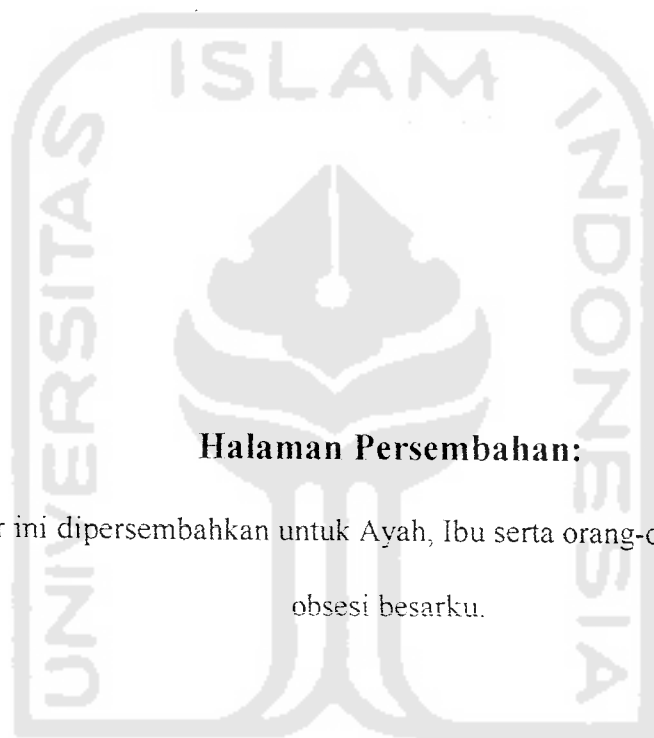 UNIVERSITAS ISLAM INDONESIA
Halaman Persembahan:
r ini dipersembahkan untuk Ayah, Ibu serta orang-
obsesi besarku.